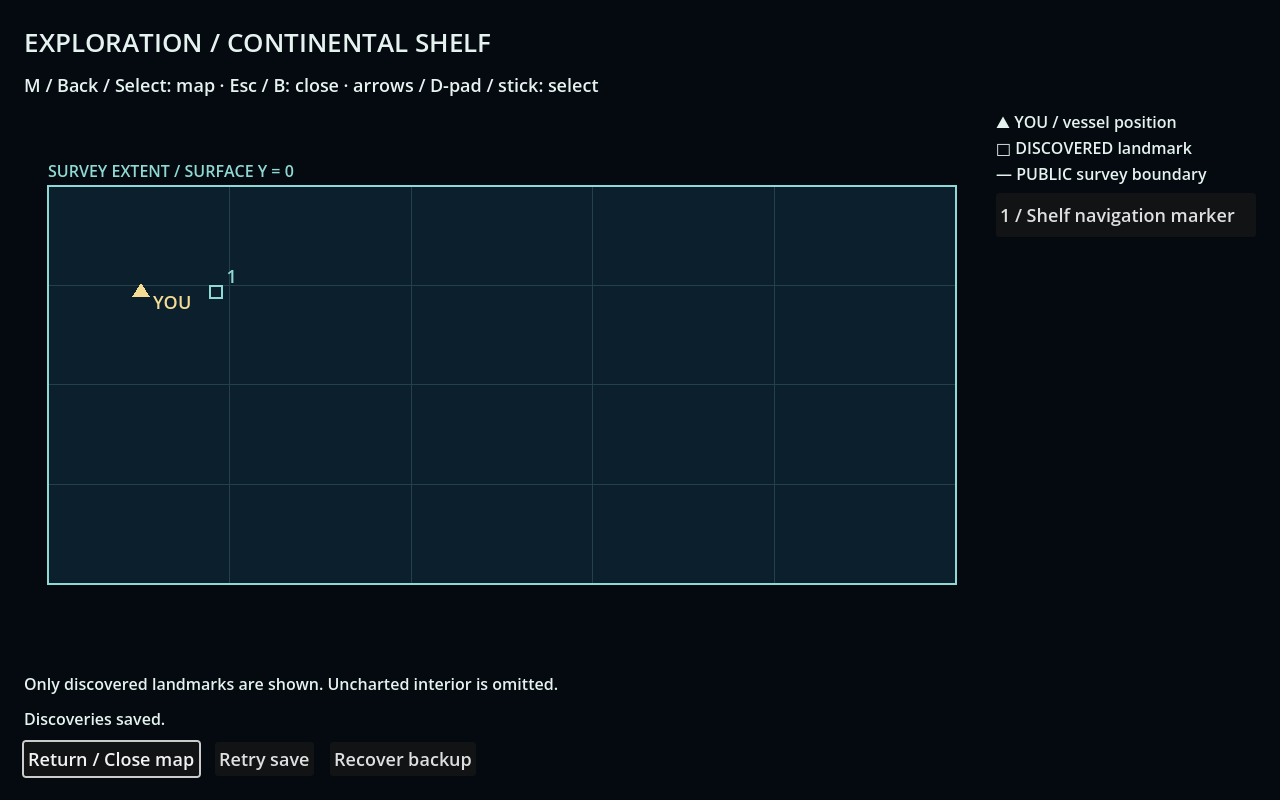 EXPLORATION / CONTINENTAL SHELF
M / Back / Select: map · Esc / B: close · arrows / D-pad / stick: select
▲ YOU / vessel position
□ DISCOVERED landmark
— PUBLIC survey boundary
1 / Shelf navigation marker
SURVEY EXTENT / SURFACE Y = 0
1
YOU
Only discovered landmarks are shown. Uncharted interior is omitted.
Discoveries saved.
Return / Close map
Retry save
Recover backup